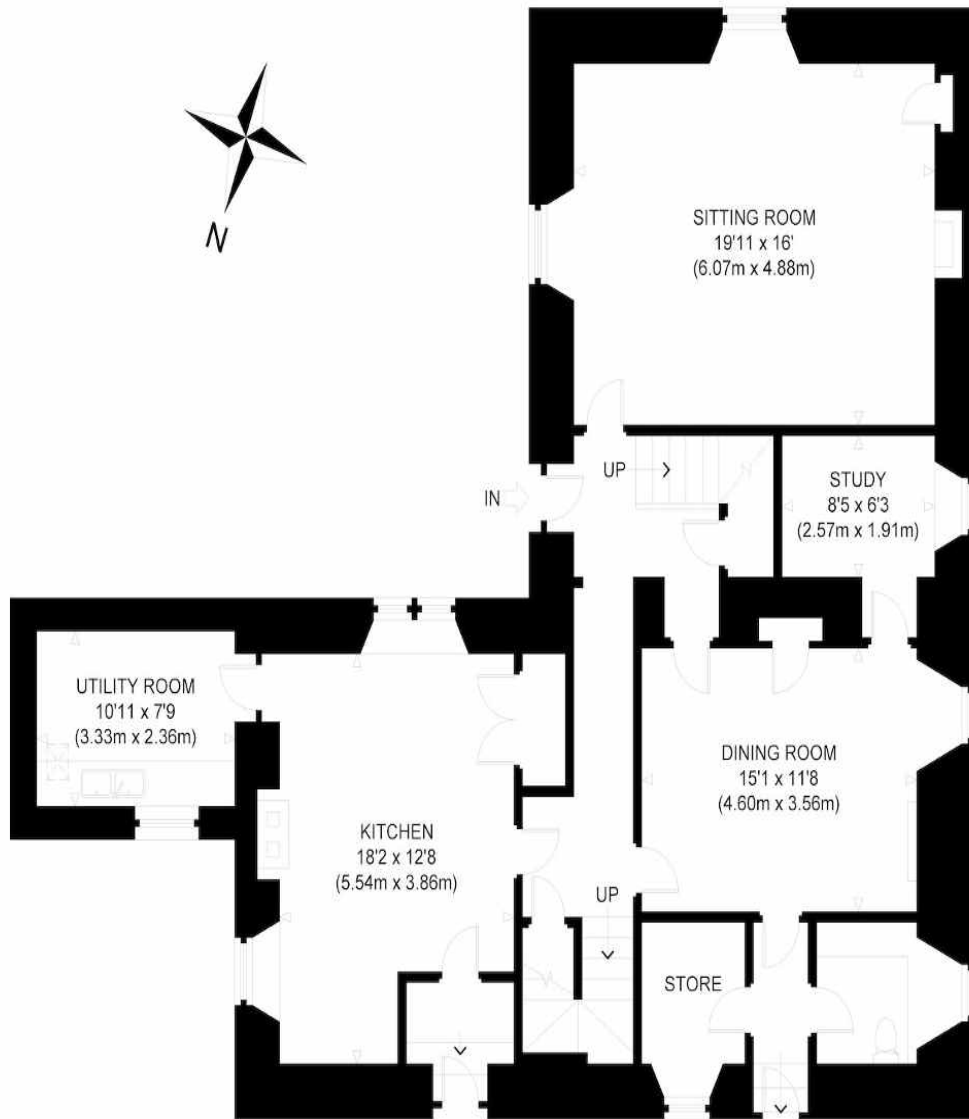 N
SITTING ROOM
19'11 x 16'
(6.07m x 4.88m)
UP
IN
STUDY
8'5 x 6'3
(2.57m x 1.91m)
UTILITY ROOM
10'11 x 7'9
(3.33m x 2.36m)
DINING ROOM
15'1 x 11'8
(4.60m x 3.56m)
KITCHEN
18'2 x 12'8
(5.54m x 3.86m)
UP
STORE